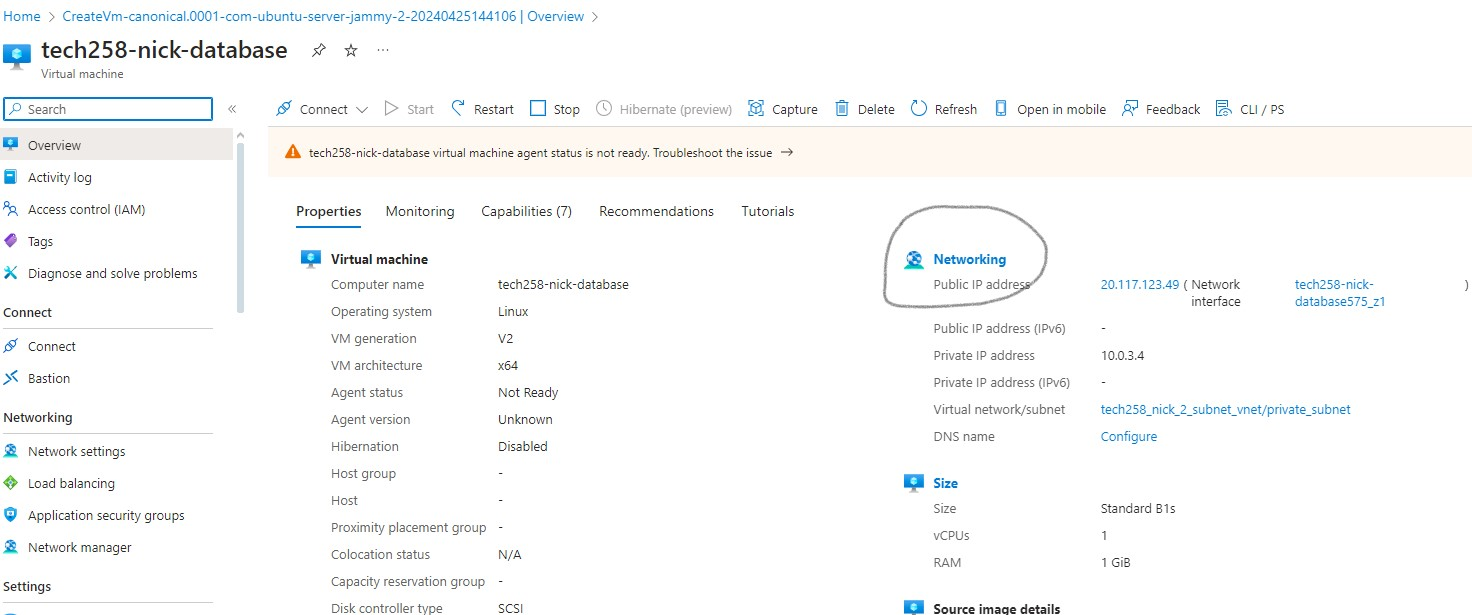 Home > CreateVm-canonical.0001-com-ubuntu-server-jammy-2-20240425144106 | Overview >
tech258-nick-database
Virtual machine
Search
Overview
Activity log
Access control (IAM)
Tags
Diagnose and solve problems
Connect
Connect
Bastion
Networking
Network settings
Load balancing
Application security groups
Network manager
Settings
Connect Start Restart Stop Hibernate (preview) Capture Delete Refresh Open in mobile Feedback CLI / PS
tech258-nick-database virtual machine agent status is not ready. Troubleshoot the issue →
Properties Monitoring Capabilities (7) Recommendations Tutorials
Virtual machine
Computer name tech258-nick-database
Operating system Linux
VM generation V2
VM architecture x64
Agent status Not Ready
Agent version Unknown
Hibernation Disabled
Host group -
Host -
Proximity placement group -
Colocation status N/A
Capacity reservation group -
Disk controller type SCSI
Networking
Public IP address 20.117.123.49 ( Network tech258-nick- )
interface database575_z1
Public IP address (IPv6) -
Private IP address 10.0.3.4
Private IP address (IPv6) -
Virtual network/subnet tech258_nick_2_subnet_vnet/private_subnet
DNS name Configure
Size
Size Standard B1s
vCPUs 1
RAM 1 GiB
Source image details